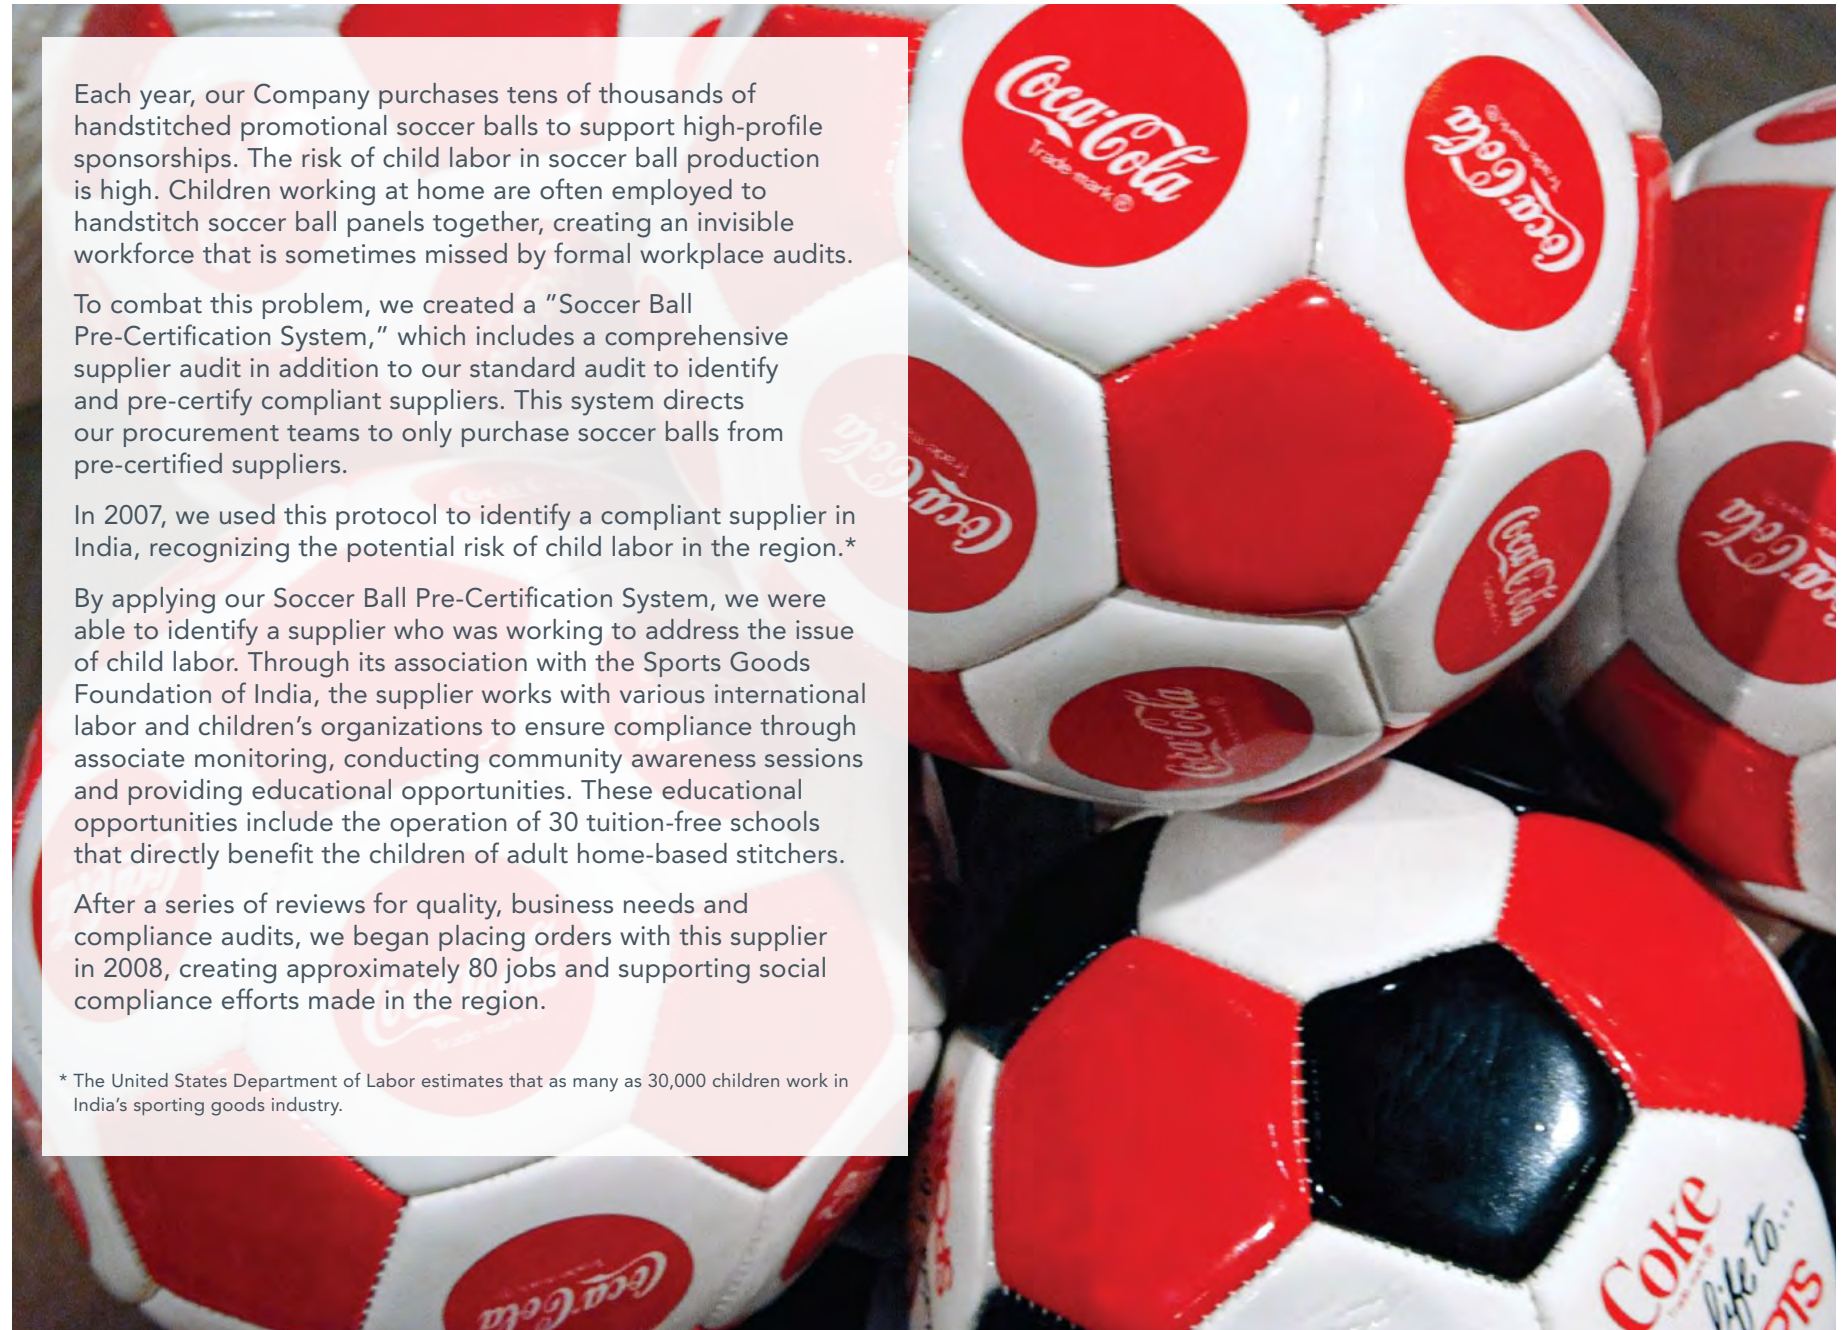 Each year, our Company purchases tens of thousands of
handstitched promotional soccer balls to support high-profile
sponsorships. The risk of child labor in soccer ball production
is high. Children working at home are often employed to
handstitch soccer ball panels together, creating an invisible
workforce that is sometimes missed by formal workplace audits.
To combat this problem, we created a ”Soccer Ball
Pre-Certification System,” which includes a comprehensive
supplier audit in addition to our standard audit to identify
and pre-certify compliant suppliers. This system directs
our procurement teams to only purchase soccer balls from
pre-certified suppliers.
In 2007, we used this protocol to identify a compliant supplier in
India, recognizing the potential risk of child labor in the region.*
By applying our Soccer Ball Pre-Certification System, we were
able to identify a supplier who was working to address the issue
of child labor. Through its association with the Sports Goods
Foundation of India, the supplier works with various international
labor and children’s organizations to ensure compliance through
associate monitoring, conducting community awareness sessions
and providing educational opportunities. These educational
opportunities include the operation of 30 tuition-free schools
that directly benefit the children of adult home-based stitchers.
After a series of reviews for quality, business needs and
compliance audits, we began placing orders with this supplier
in 2008, creating approximately 80 jobs and supporting social
compliance efforts made in the region.
* The United States Department of Labor estimates that as many as 30,000 children work in
India’s sporting goods industry.
Coca-Cola
Trade mark ®
Coca-Cola
Coca-Cola
Coca-Cola
Coca-Cola
Coca-Cola
Coca-Cola
Coke
life to...